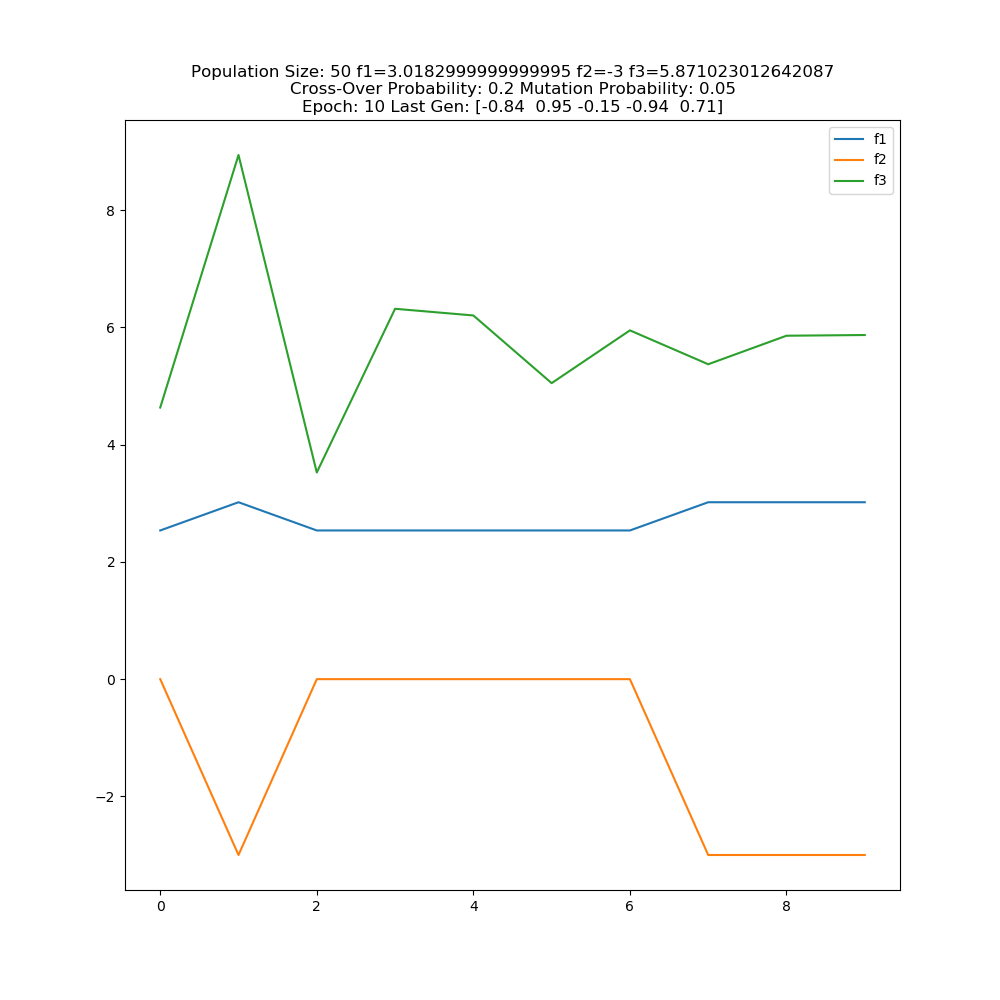 Population Size: 50 f1=3.0182999999999995 f2=-3 f3=5.871023012642087
Cross-Over Probability: 0.2 Mutation Probability: 0.05
Epoch: 10 Last Gen: [-0.84  0.95 -0.15 -0.94  0.71]
f1
f2
f3
8
6
4
2
0
−2
0 2 4 6 8